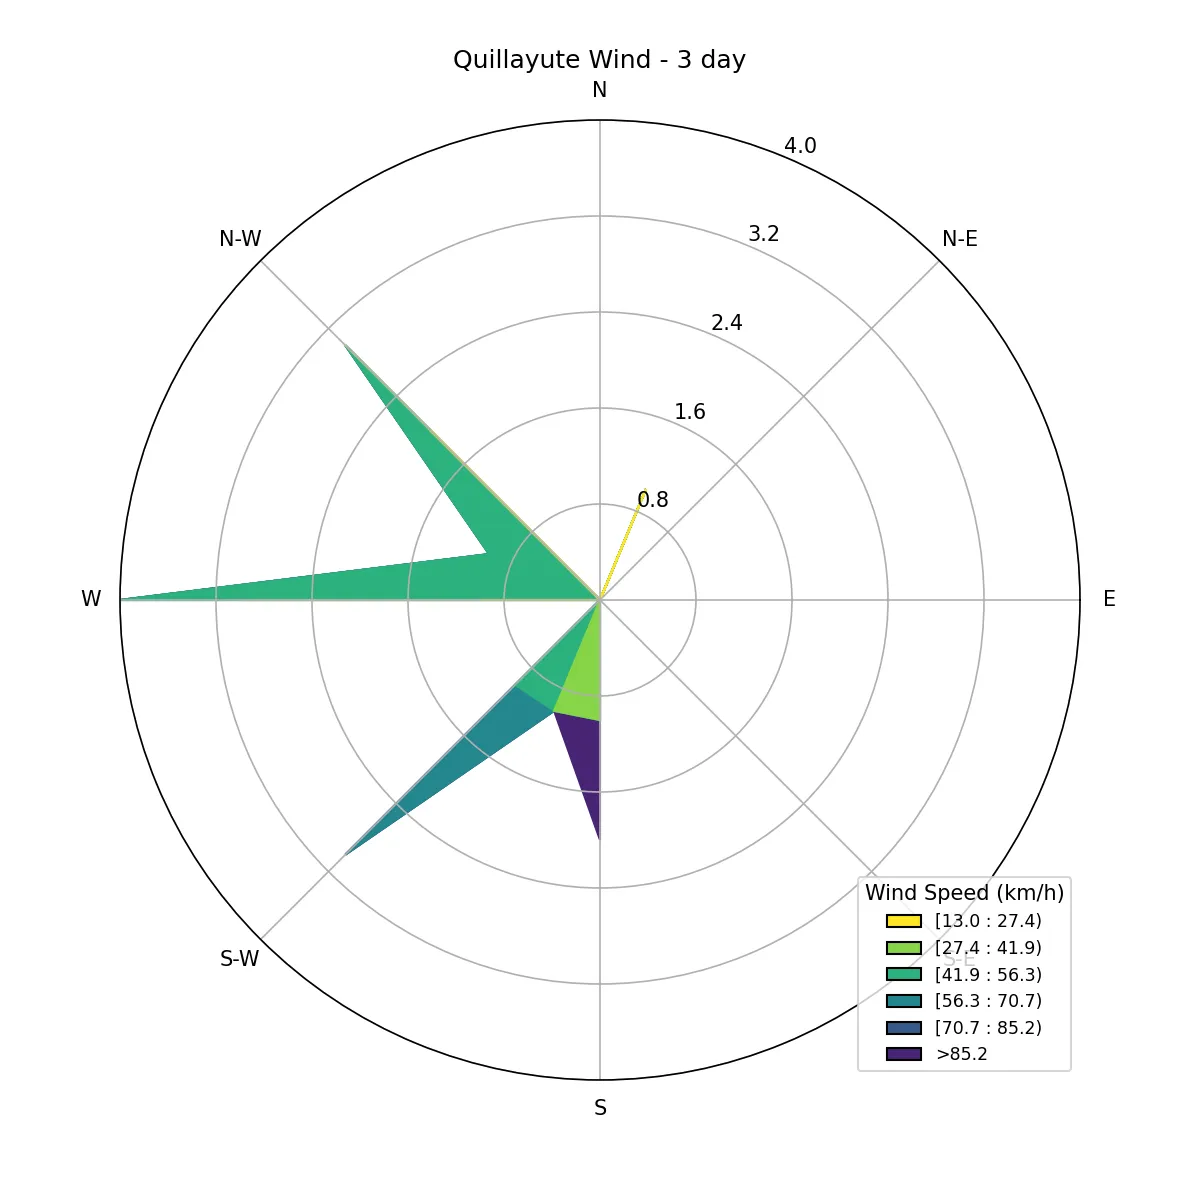 Quillayute Wind - 3 day
N
4.0
N-W
3.2
N-E
2.4
1.6
0.8
W
E
Wind Speed (km/h)
[13.0 : 27.4)
[27.4 : 41.9)
S-W
S-E
[41.9 : 56.3)
[56.3 : 70.7)
[70.7 : 85.2)
>85.2
S